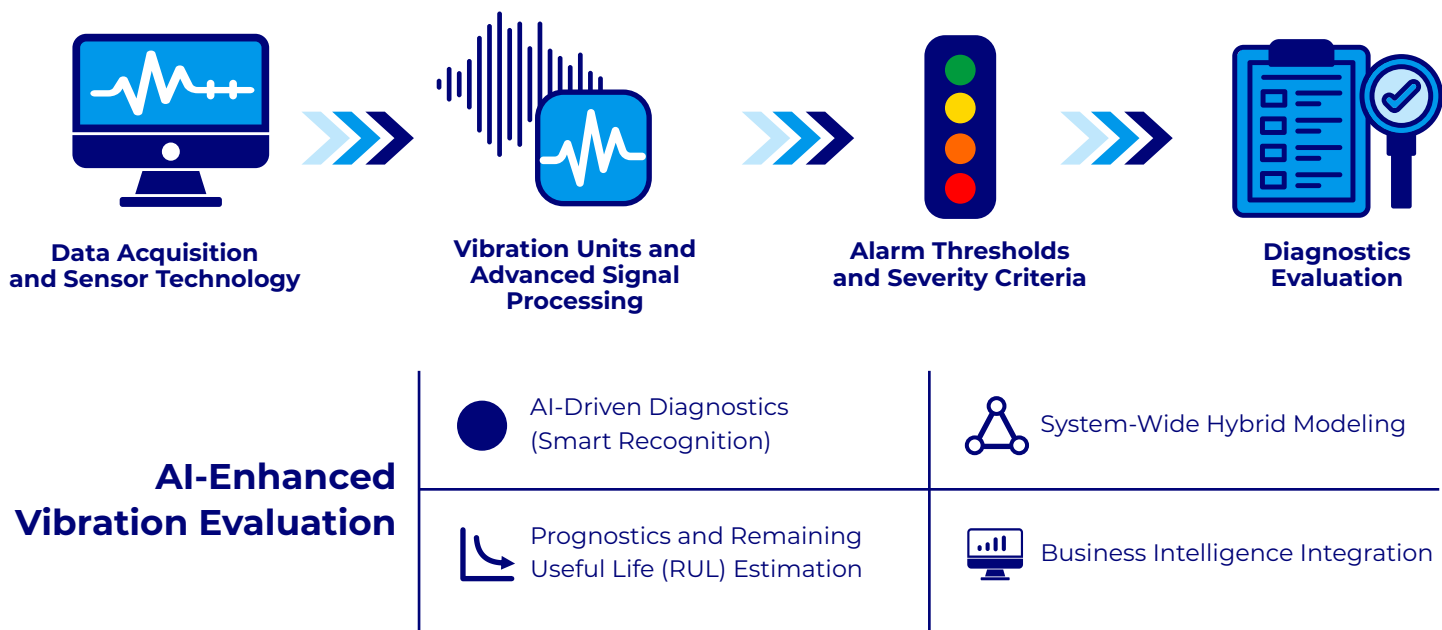 Data Acquisition
and Sensor Technology
Vibration Units and
Advanced Signal
Processing
Alarm Thresholds
and Severity Criteria
Diagnostics
Evaluation
AI-Enhanced
Vibration Evaluation
AI-Driven Diagnostics
(Smart Recognition)
System-Wide Hybrid Modeling
Prognostics and Remaining
Useful Life (RUL) Estimation
Business Intelligence Integration